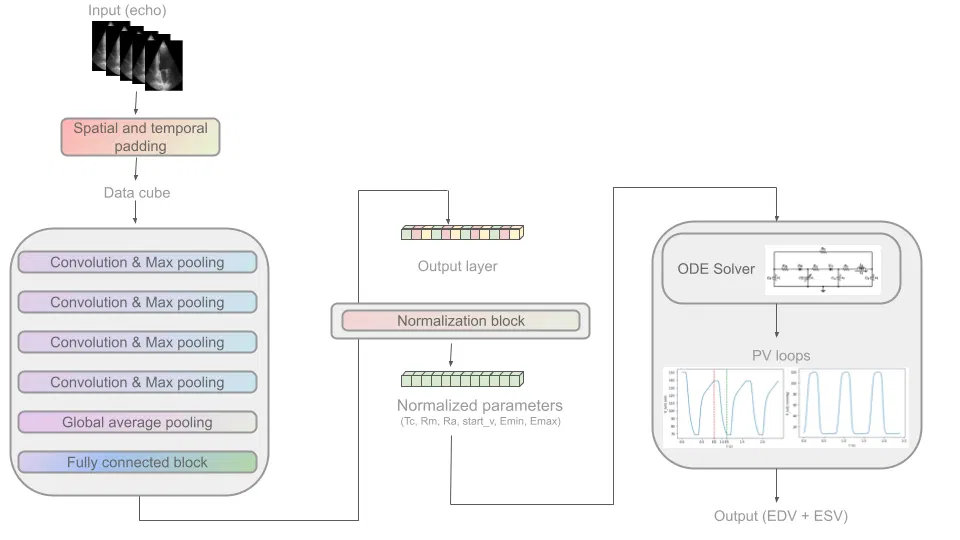 Input (echo)
Spatial and temporal
padding
Data cube
Convolution & Max pooling
Convolution & Max pooling
Convolution & Max pooling
Convolution & Max pooling
Global average pooling
Fully connected block
Output layer
Normalization block
Normalized parameters
(Tc, Rm, Ra, start_v, Emin, Emax)
ODE Solver
PV loops
Output (EDV + ESV)